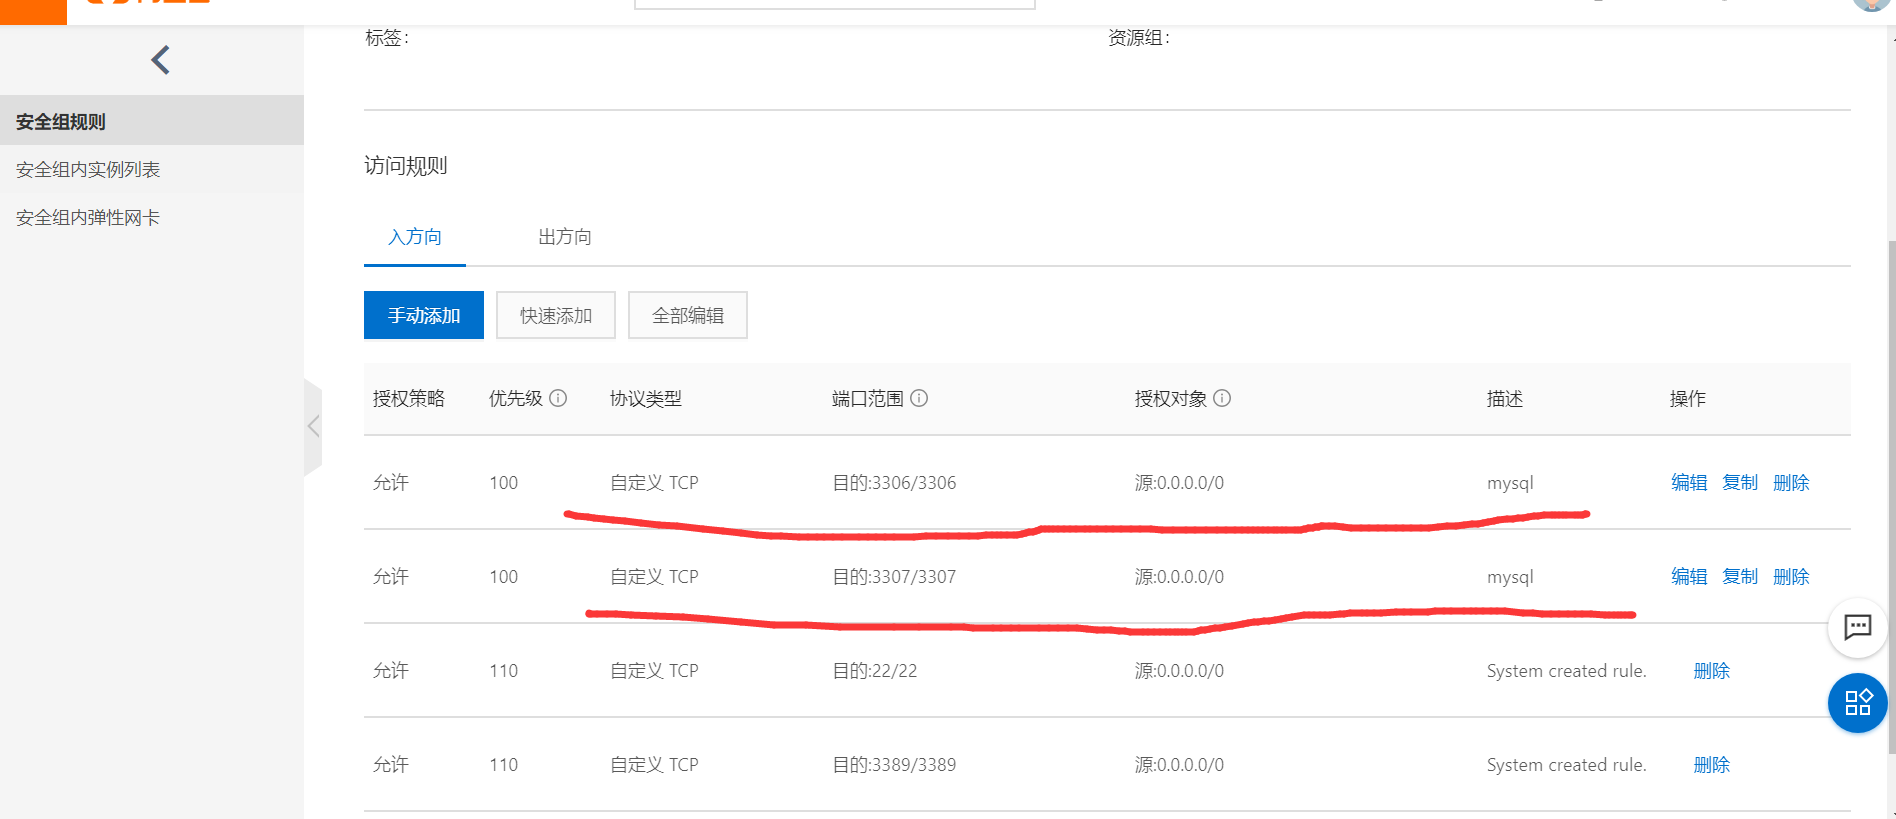 标签： 资源组：
安全组规则
安全组内实例列表
安全组内弹性网卡
访问规则
入方向 出方向
手动添加 快速添加 全部编辑
授权策略 优先级 协议类型 端口范围 授权对象 描述 操作
允许 100 自定义 TCP 目的:3306/3306 源:0.0.0.0/0 mysql 编辑 复制 删除
允许 100 自定义 TCP 目的:3307/3307 源:0.0.0.0/0 mysql 编辑 复制 删除
允许 110 自定义 TCP 目的:22/22 源:0.0.0.0/0 System created rule. 删除
允许 110 自定义 TCP 目的:3389/3389 源:0.0.0.0/0 System created rule. 删除